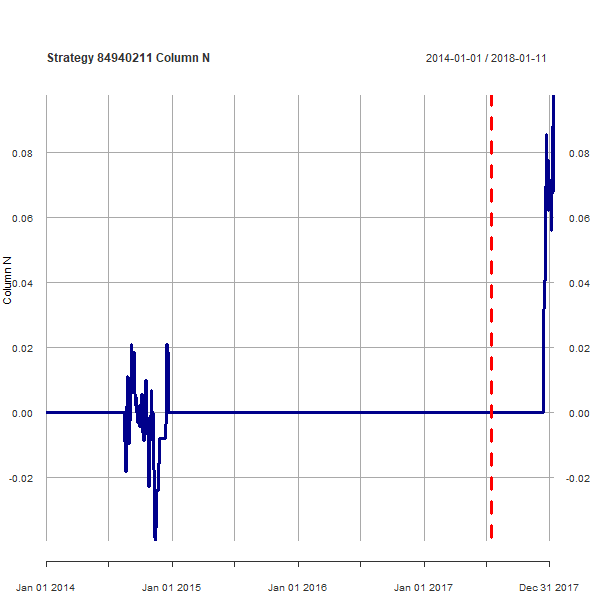 Strategy 84940211 Column N
2014-01-01 / 2018-01-11
0.08
0.08
0.06
0.06
0.04
0.04
0.02
0.02
0.00
0.00
-0.02
-0.02
Column N
Jan 01 2014
Jan 01 2015
Jan 01 2016
Jan 01 2017
Dec 31 2017